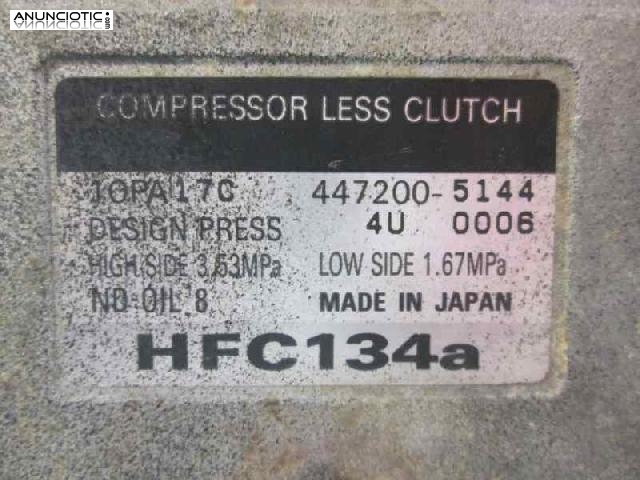 ANUNCIOTIC.com
COMPRESSOR LESS CLUTCH
10PA17C 447200-5144
DESIGN PRESS 4U 0006
HIGH SIDE 3.53MPa LOW SIDE 1.67MPa
ND OIL 8 MADE IN JAPAN
HFC134a